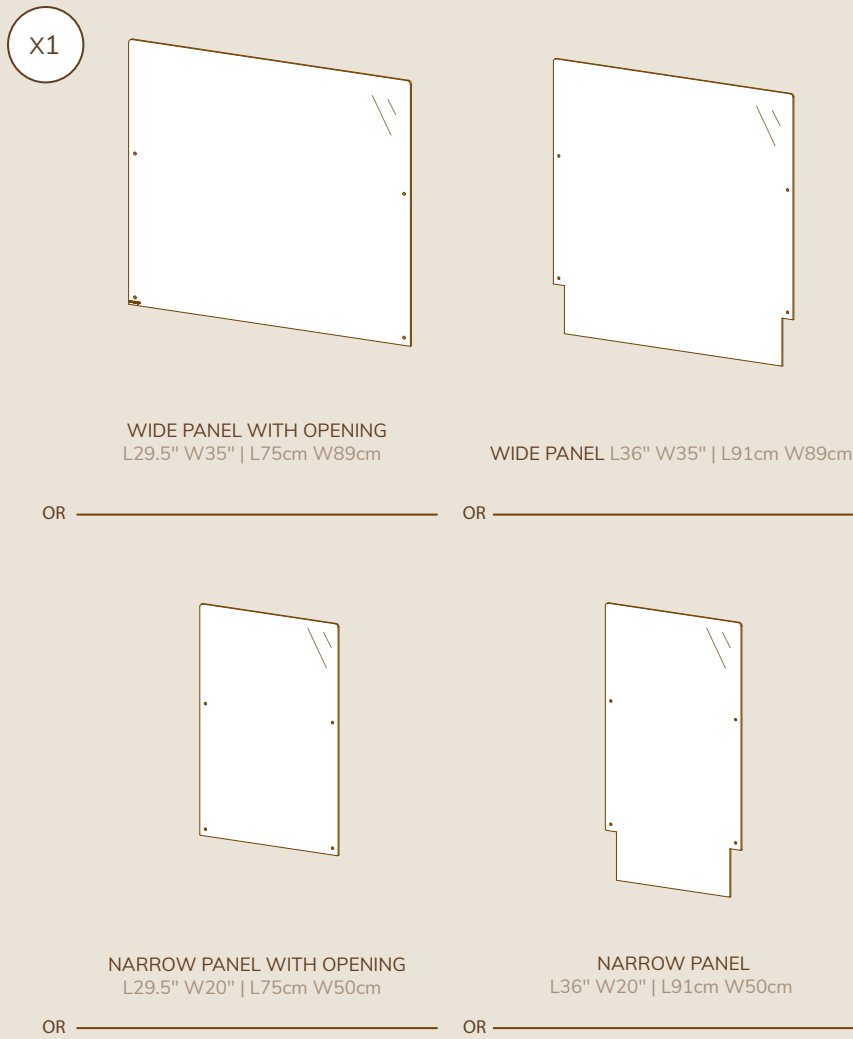 X1
WIDE PANEL WITH OPENING
L29.5" W35" | L75cm W89cm
WIDE PANEL L36" W35" | L91cm W89cm
OR
OR
NARROW PANEL WITH OPENING
L29.5" W20" | L75cm W50cm
NARROW PANEL
L36" W20" | L91cm W50cm
OR
OR